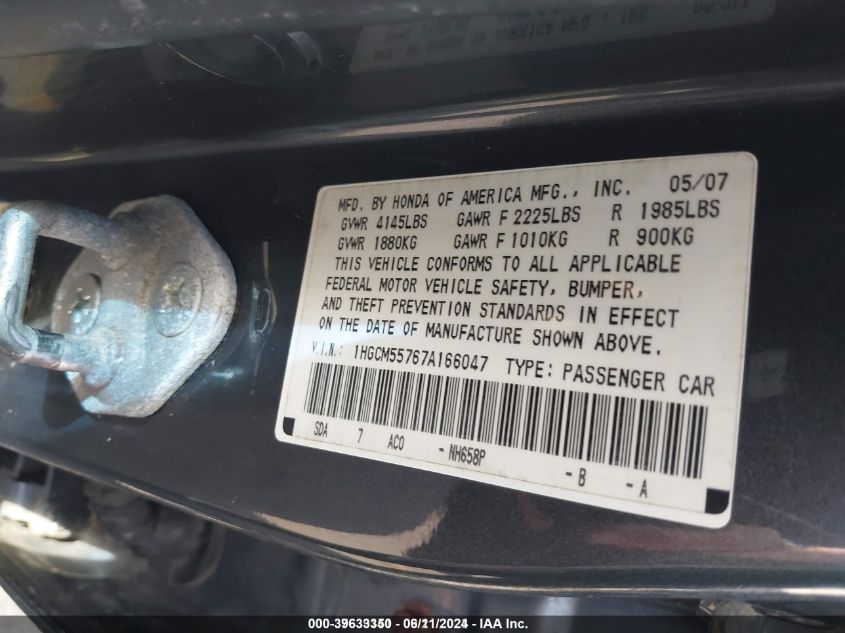 MFD. BY HONDA OF AMERICA MFG., INC. 05/07
GVWR 4145LBS GAWR F 2225LBS R 1985LBS
GVWR 1880KG GAWR F 1010KG R 900KG
THIS VEHICLE CONFORMS TO ALL APPLICABLE
FEDERAL MOTOR VEHICLE SAFETY, BUMPER,
AND THEFT PREVENTION STANDARDS IN EFFECT
ON THE DATE OF MANUFACTURE SHOWN ABOVE.
V.I.N.: 1HGCM55767A166047 TYPE: PASSENGER CAR
SDA 7 AC0 - NH658P - B - A
000-39633350 - 06/11/2024 - IAA Inc.